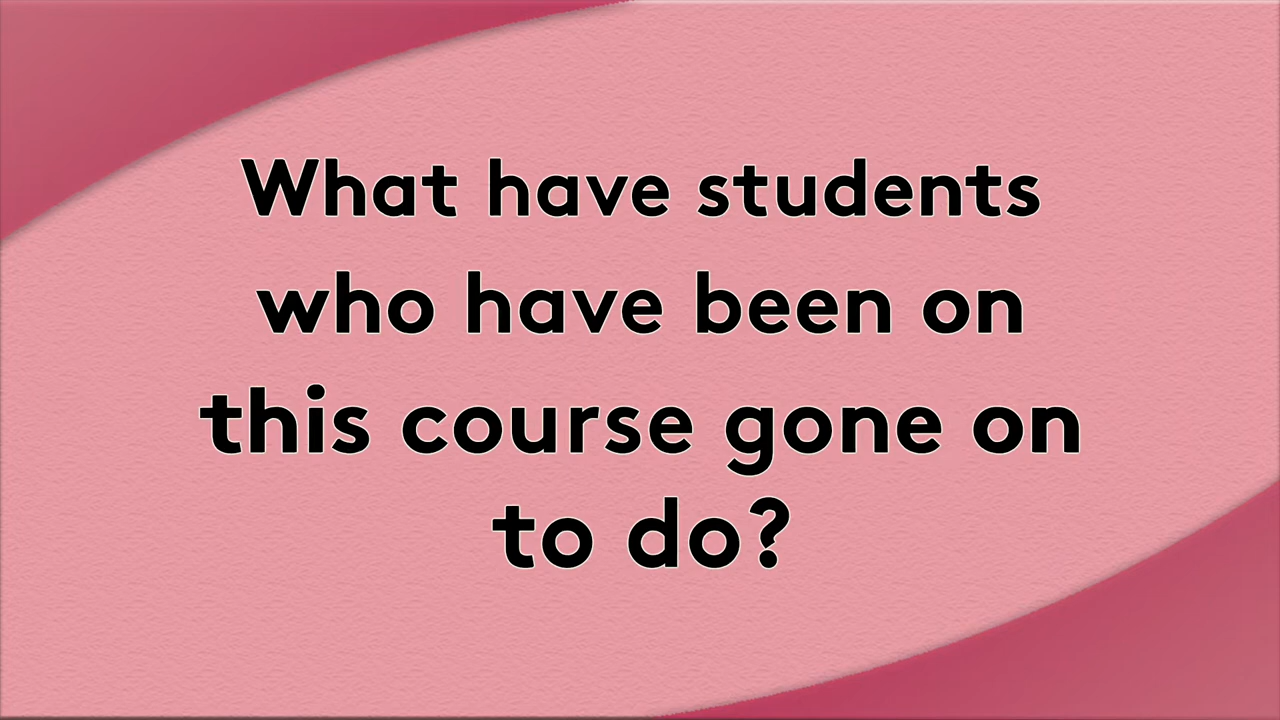 What have students
who have been on
this course gone on
to do?